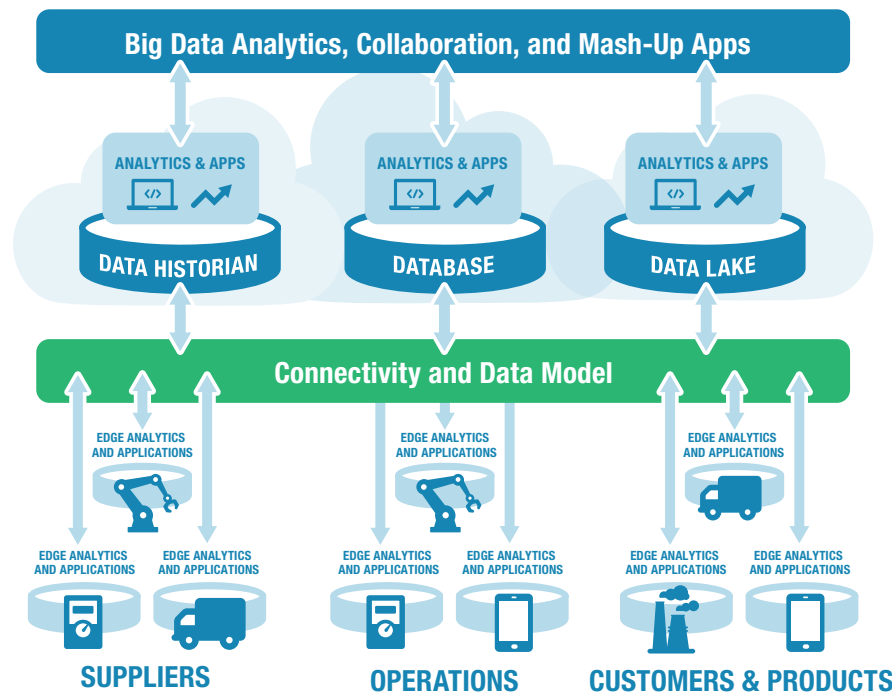 Big Data Analytics, Collaboration, and Mash-Up Apps
ANALYTICS & APPS
</>
DATA HISTORIAN
ANALYTICS & APPS
</>
DATABASE
ANALYTICS & APPS
</>
DATA LAKE
Connectivity and Data Model
EDGE ANALYTICS
AND APPLICATIONS
EDGE ANALYTICS
AND APPLICATIONS
EDGE ANALYTICS
AND APPLICATIONS
SUPPLIERS
EDGE ANALYTICS
AND APPLICATIONS
EDGE ANALYTICS
AND APPLICATIONS
EDGE ANALYTICS
AND APPLICATIONS
OPERATIONS
EDGE ANALYTICS
AND APPLICATIONS
EDGE ANALYTICS
AND APPLICATIONS
EDGE ANALYTICS
AND APPLICATIONS
CUSTOMERS & PRODUCTS